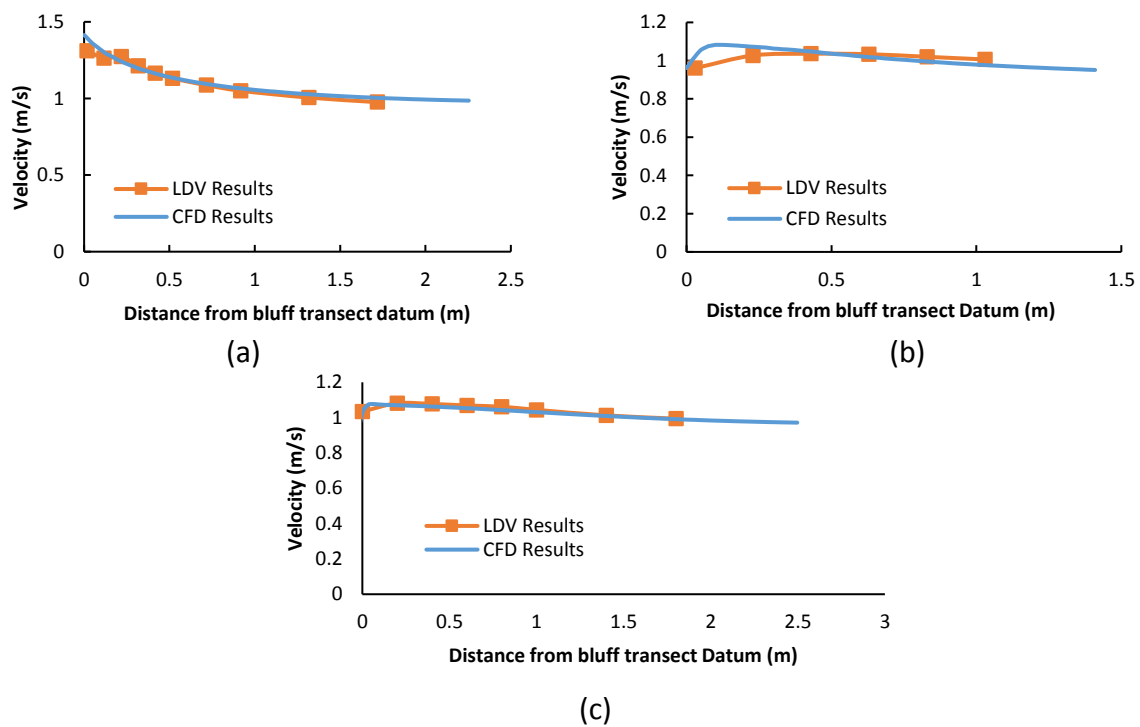 1.5
1
0.5
0
0
0.5
1
1.5
2
2.5
Velocity (m/s)
LDV Results
CFD Results
Distance from bluff transect datum (m)
(a)
1.2
1
0.8
0.6
0.4
0.2
0
0
0.5
1
1.5
Velocity (m/s)
LDV Results
CFD Results
Distance from bluff transect Datum (m)
(b)
1.2
1
0.8
0.6
0.4
0.2
0
0
0.5
1
1.5
2
2.5
3
Velocity (m/s)
LDV Results
CFD Results
Distance from bluff transect Datum (m)
(c)